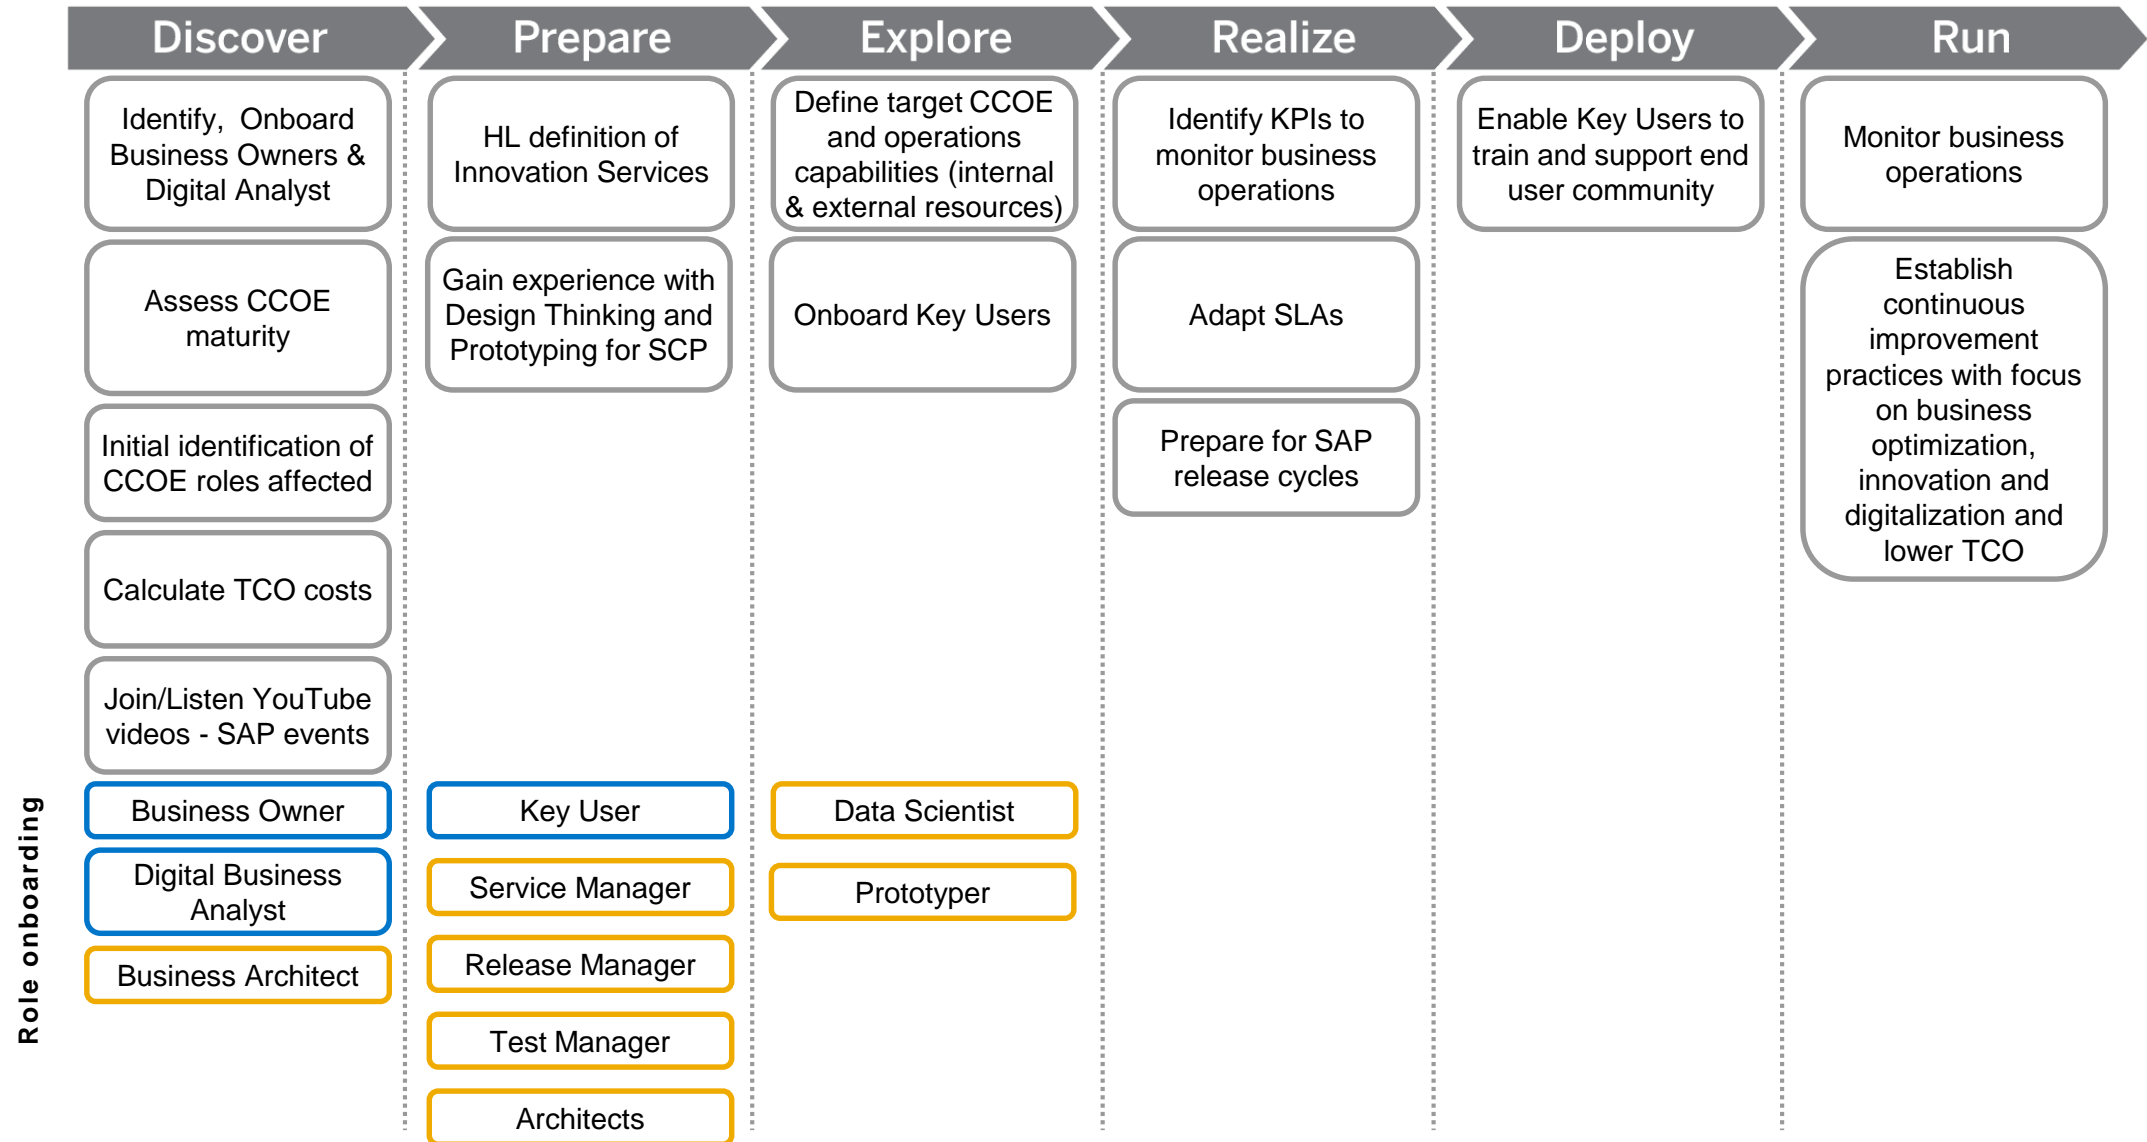 Discover
Prepare
Explore
Realize
Deploy
Run
Identify, Onboard
Business Owners &
Digital Analyst
Assess CCOE
maturity
Initial identification of
CCOE roles affected
Calculate TCO costs
Join/Listen YouTube
videos - SAP events
HL definition of
Innovation Services
Gain experience with
Design Thinking and
Prototyping for SCP
Define target CCOE
and operations
capabilities (internal
& external resources)
Onboard Key Users
Identify KPIs to
monitor business
operations
Adapt SLAs
Prepare for SAP
release cycles
Enable Key Users to
train and support end
user community
Monitor business
operations
Establish
continuous
improvement
practices with focus
on business
optimization,
innovation and
digitalization and
lower TCO
Role onboarding
Business Owner
Digital Business
Analyst
Business Architect
Key User
Service Manager
Release Manager
Test Manager
Architects
Data Scientist
Prototyper